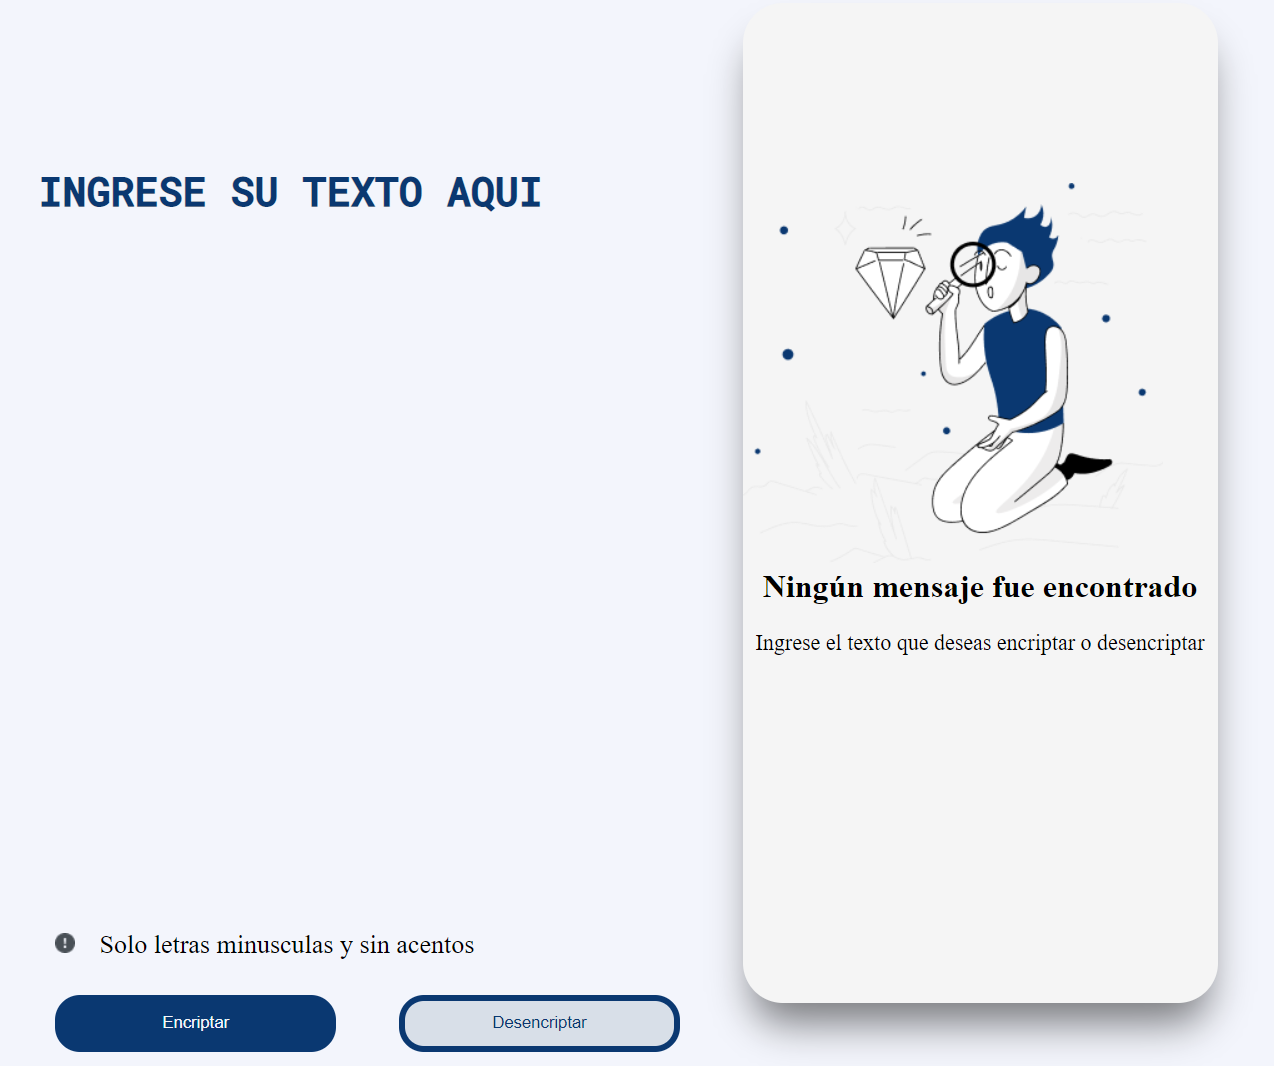 INGRESE SU TEXTO AQUI
Solo letras minusculas y sin acentos
Encriptar
Desencriptar
Ningún mensaje fue encontrado
Ingrese el texto que deseas encriptar o desencriptar